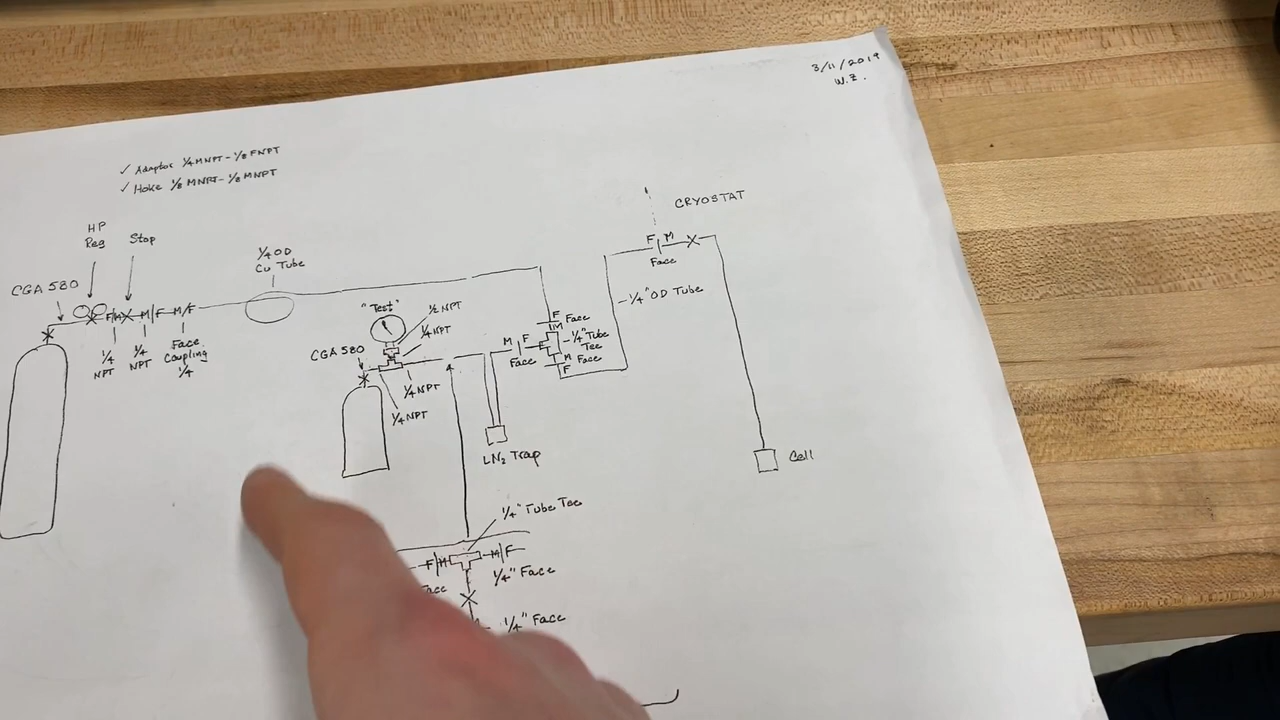 3/11/2019
W.Z.
✓ Adaptor 1/4 MNPT - 1/8 FNPT
✓ Hoke 1/8 MNPT - 1/8 MNPT
CRYOSTAT
HP
Reg
Stop
1/4 OD
Cu Tube
CGA 580
F M
Face
F M M F M/F
1/4
NPT
1/4
NPT
Face
Coupling
1/4
"Test"
1/2 NPT
1/4 NPT
CGA 580
1/4 NPT
1/4 NPT
1/4" OD Tube
F Face
M
1/4" Tube
Tee
M F
Face
M Face
F
LN2 Trap
Cell
1/4" Tube Tee
F M M F
Face
1/4" Face
1/4" Face